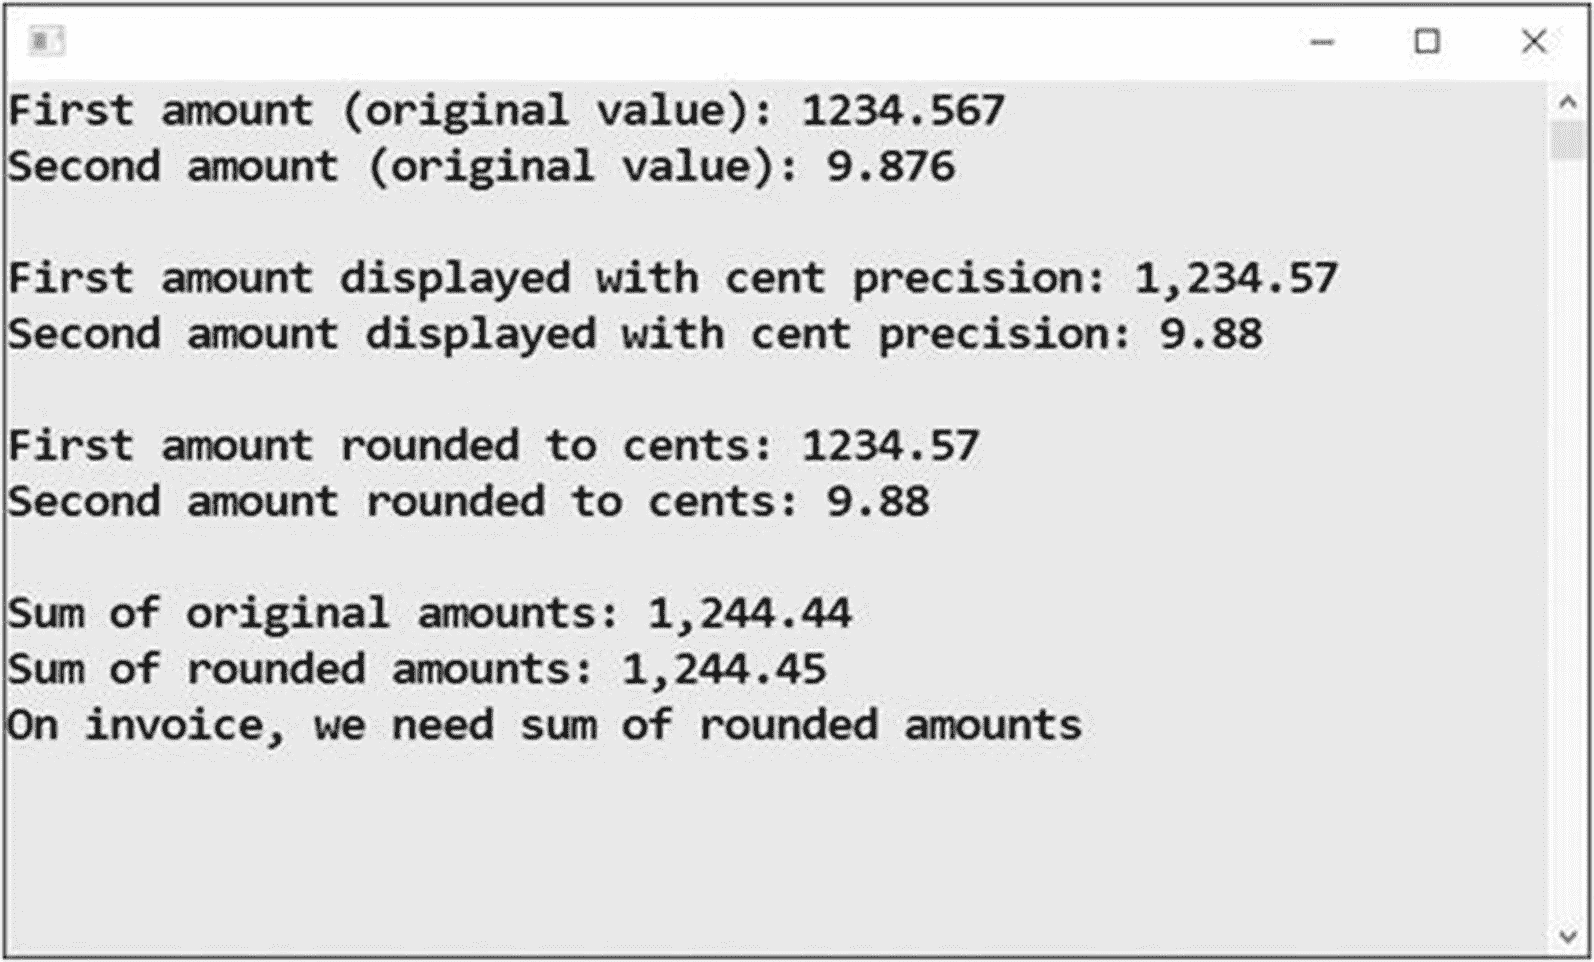 First amount (original value): 1234.567
Second amount (original value): 9.876
First amount displayed with cent precision: 1,234.57
Second amount displayed with cent precision: 9.88
First amount rounded to cents: 1234.57
Second amount rounded to cents: 9.88
Sum of original amounts: 1,244.44
Sum of rounded amounts: 1,244.45
On invoice, we need sum of rounded amounts